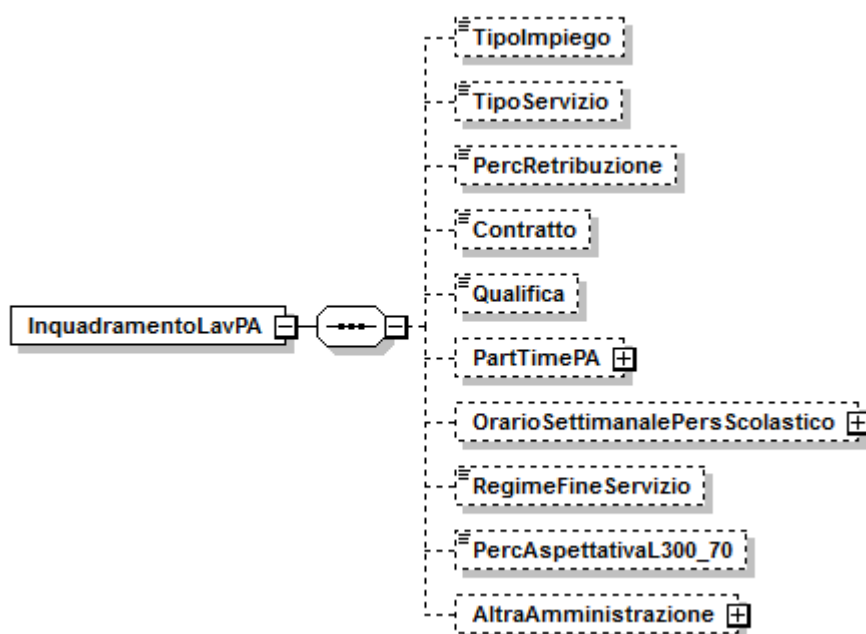 TipoImpiego
TipoServizio
PercRetribuzione
Contratto
Qualifica
InquadramentoLavPA
PartTimePA
OrarioSettimanalePersScolastico
RegimeFineServizio
PercAspettativaL300_70
AltraAmministrazione